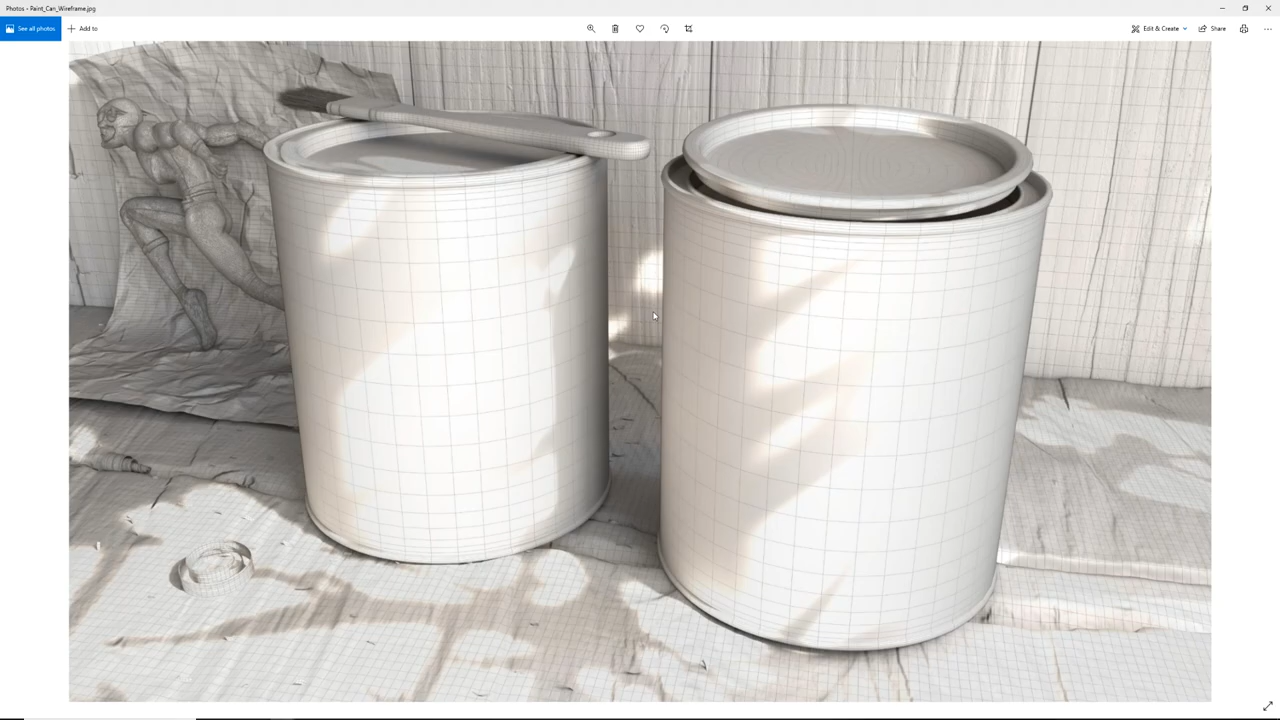 Photos - Paint_Can_Wireframe.jpg
See all photos
Add to
Edit & Create
Share